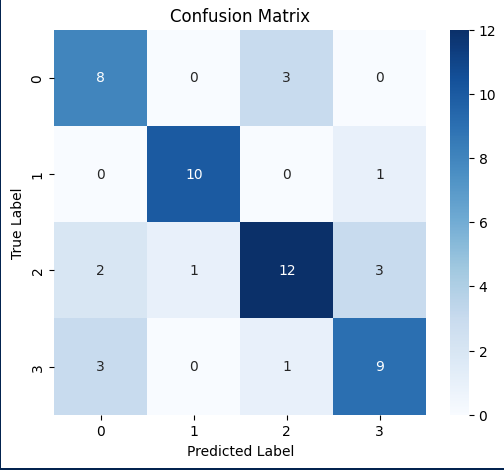 Confusion Matrix
True Label
0 8 0 3 0
1 0 10 0 1
2 2 1 12 3
3 3 0 1 9
0 1 2 3
Predicted Label
12
10
8
6
4
2
0